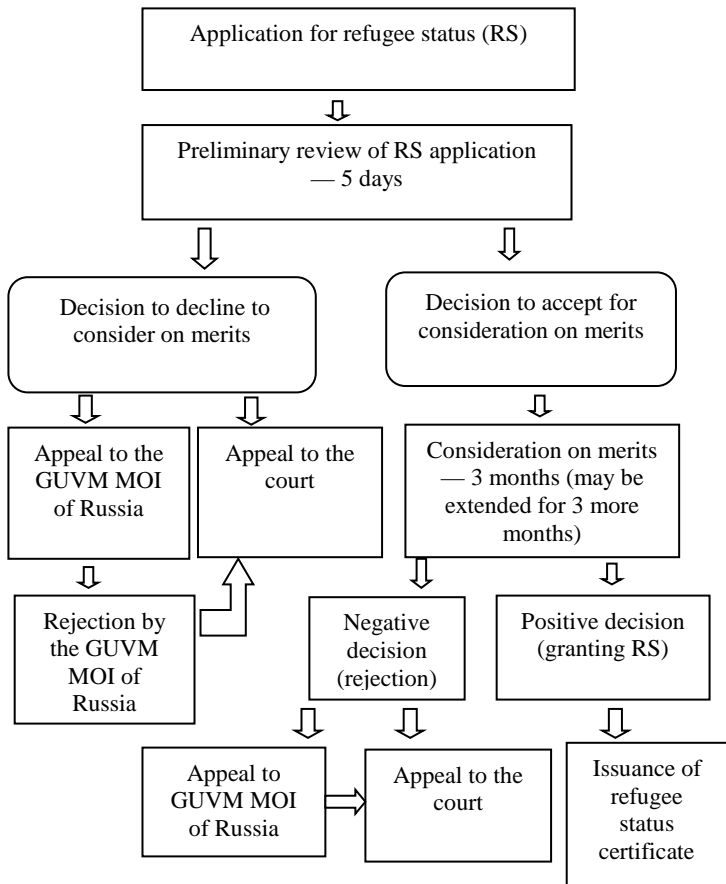 Application for refugee status (RS)
Preliminary review of RS application
— 5 days
Decision to decline to
consider on merits
Decision to accept for
consideration on merits
Appeal to the
GUVM MOI
of Russia
Appeal to the
court
Consideration on merits
— 3 months (may be
extended for 3 more
months)
Rejection by
the GUVM
MOI of
Russia
Negative
decision
(rejection)
Positive decision
(granting RS)
Appeal to
GUVM MOI
of Russia
Appeal to the
court
Issuance of
refugee
status
certificate